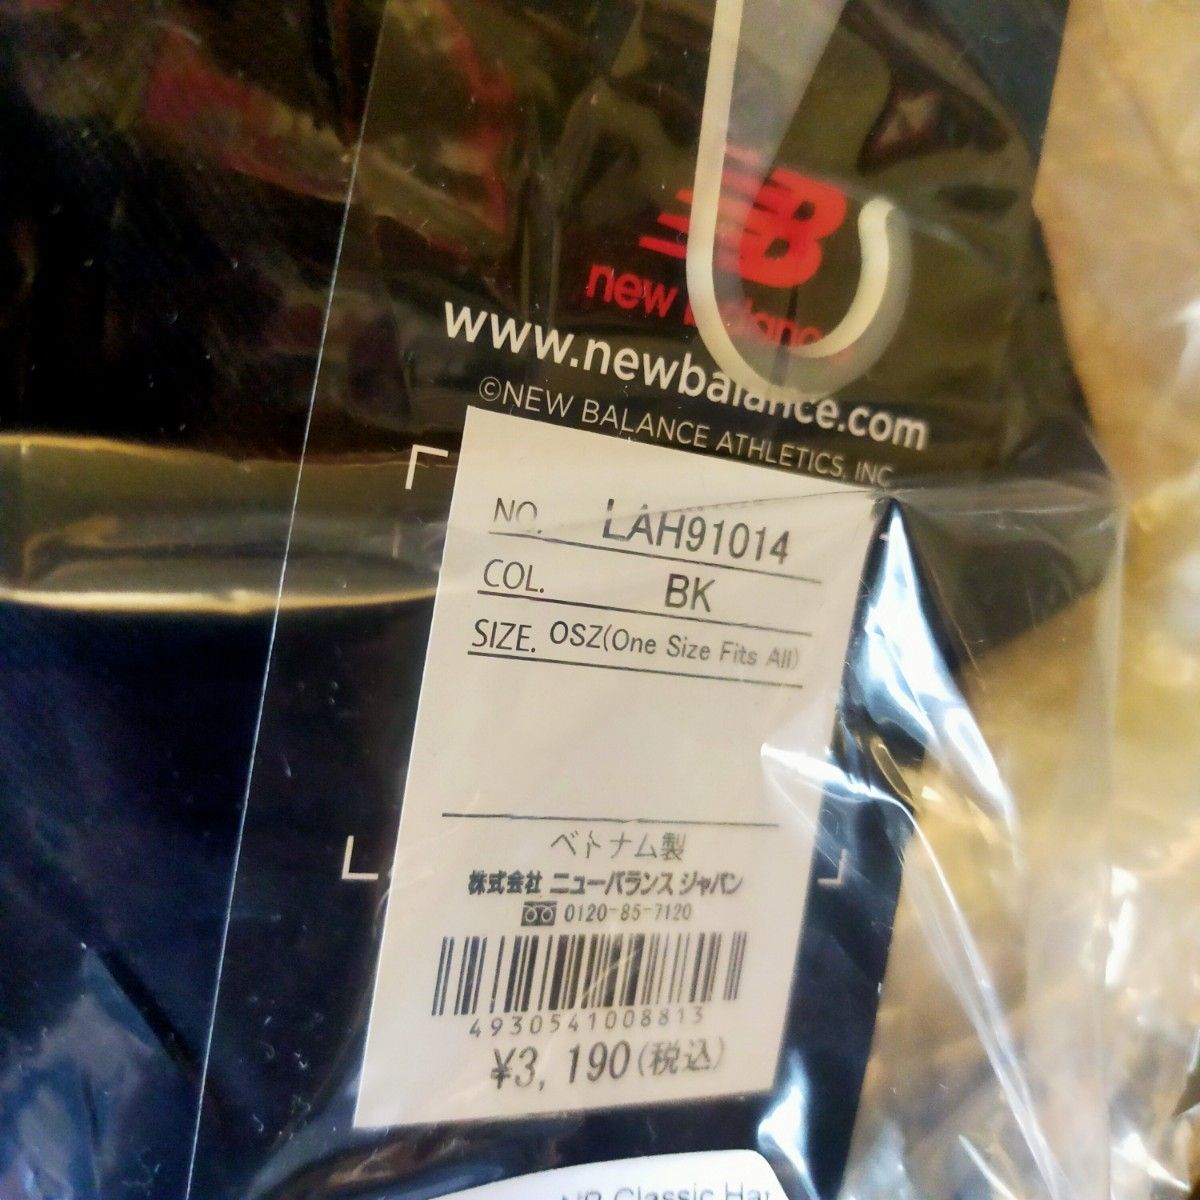 new balance
www.newbalance.com
©NEW BALANCE ATHLETICS, INC
NO. LAH91014
COL. BK
SIZE. OSZ(One Size Fits All)
ベトナム製
株式会社 ニューバランス ジャパン
0120-85-7120
4930541008813
¥3,190(税込)
Classic